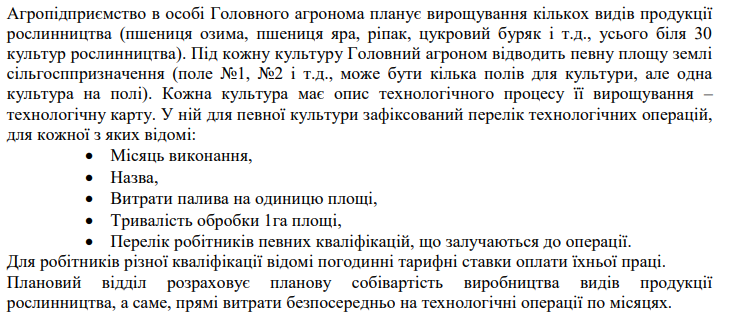 Агропідприємство в особі Головного агронома планує вирощування кількох видів продукції
рослинництва (пшениця озима, пшениця яра, ріпак, цукровий буряк і т.д., усього біля 30
культур рослинництва). Під кожну культуру Головний агроном відводить певну площу землі
сільгосппризначення (поле №1, №2 і т.д., може бути кілька полів для культури, але одна
культура на полі). Кожна культура має опис технологічного процесу її вирощування –
технологічну карту. У ній для певної культури зафіксований перелік технологічних операцій,
для кожної з яких відомі:
• Місяць виконання,
• Назва,
• Витрати палива на одиницю площі,
• Тривалість обробки 1га площі,
• Перелік робітників певних кваліфікацій, що залучаються до операції.
Для робітників різної кваліфікації відомі погодинні тарифні ставки оплати їхньої праці.
Плановий відділ розраховує планову собівартість виробництва видів продукції
рослинництва, а саме, прямі витрати безпосередньо на технологічні операції по місяцях.